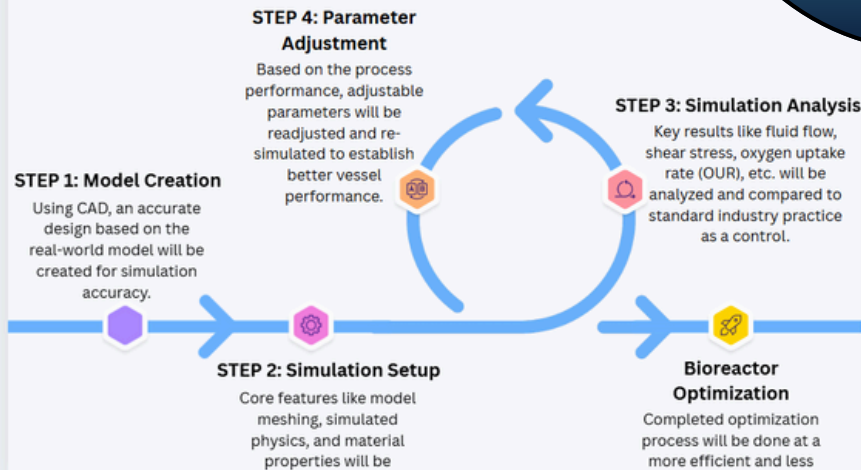 STEP 1: Model Creation
Using CAD, an accurate
design based on the
real-world model will be
created for simulation
accuracy.
STEP 2: Simulation Setup
Core features like model
meshing, simulated
physics, and material
properties will be
STEP 3: Simulation Analysis
Key results like fluid flow,
shear stress, oxygen uptake
rate (OUR), etc. will be
analyzed and compared to
standard industry practice
as a control.
STEP 4: Parameter
Adjustment
Based on the process
performance, adjustable
parameters will be
readjusted and re-
simulated to establish
better vessel
performance.
Bioreactor
Optimization
Completed optimization
process will be done at a
more efficient and less